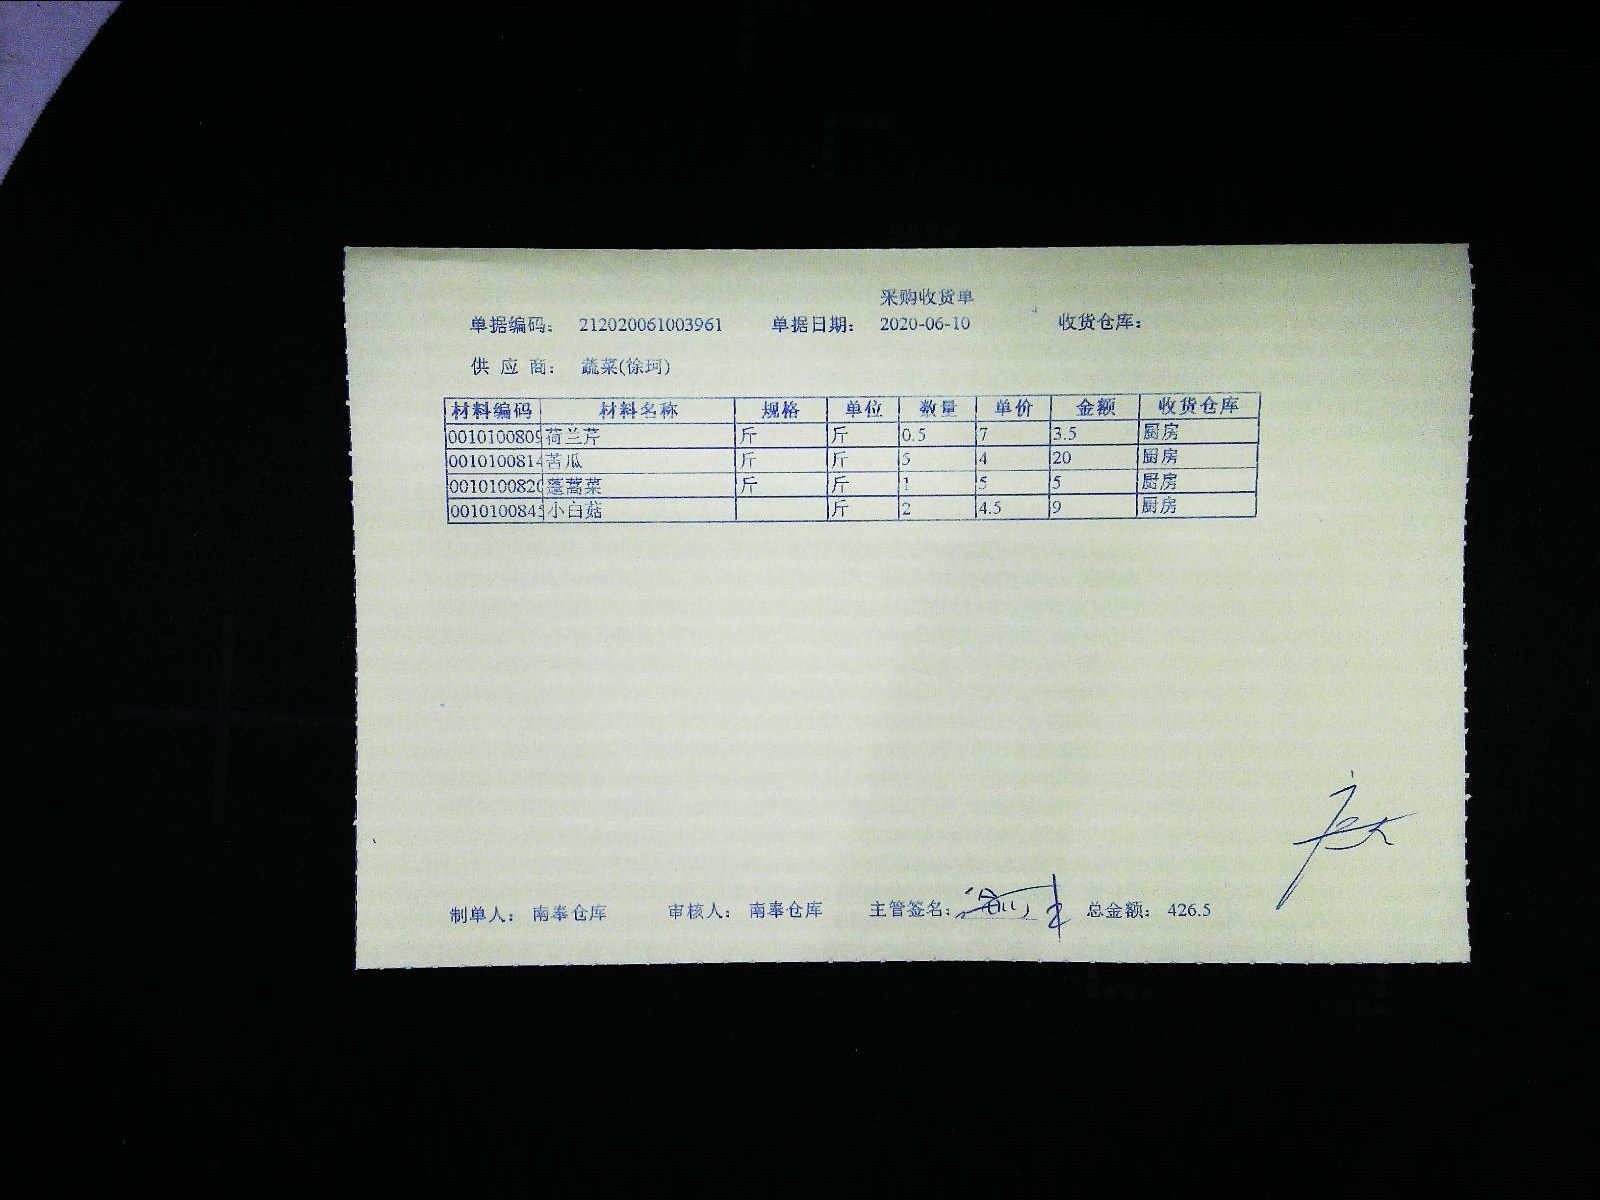 采购收货单
单据编码： 212020061003961 单据日期： 2020-06-10 收货仓库：
供 应 商： 蔬菜(徐珂)
材料编码 材料名称 规格 单位 数量 单价 金额 收货仓库
0010100809 荷兰芹 斤 斤 0.5 7 3.5 厨房
0010100814 苦瓜 斤 斤 5 4 20 厨房
0010100820 蓬蒿菜 斤 斤 1 5 5 厨房
001010084 小白菇 斤 2 4.5 9 厨房
制单人： 南奉仓库 审核人： 南奉仓库 主管签名： 总金额： 426.5